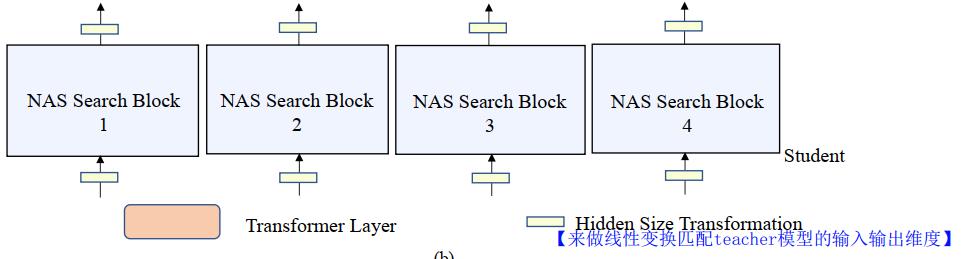 NAS Search Block
1
NAS Search Block
2
NAS Search Block
3
NAS Search Block
4
Student
Transformer Layer
Hidden Size Transformation
【来做线性变换匹配teacher模型的输入输出维度】
(b)